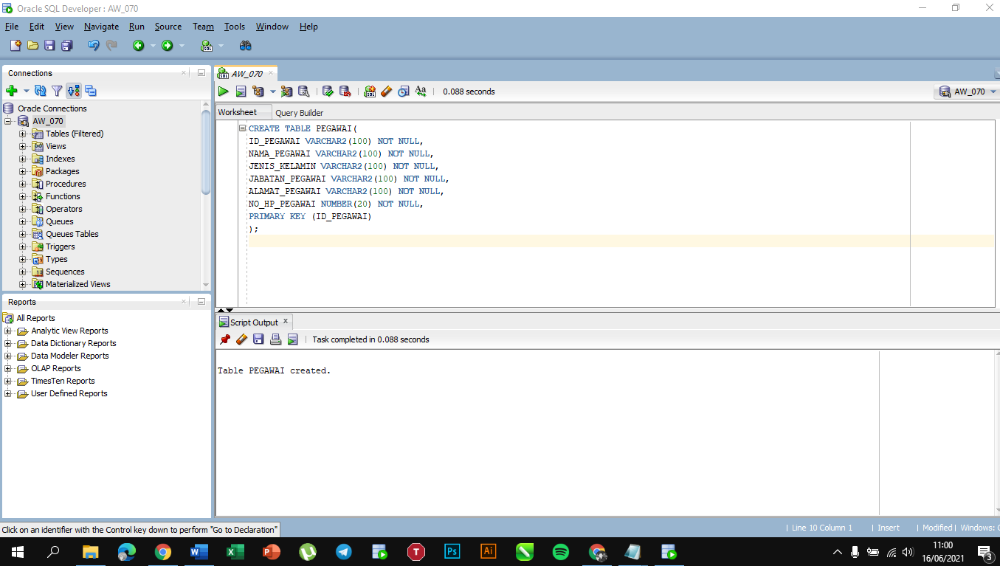 Oracle SQL Developer : AW_070
File Edit View Navigate Run Source Team Tools Window Help
Connections
Oracle Connections
AW_070
Tables (Filtered)
Views
Indexes
Packages
Procedures
Functions
Operators
Queues
Queues Tables
Triggers
Types
Sequences
Materialized Views
Reports
All Reports
Analytic View Reports
Data Dictionary Reports
Data Modeler Reports
OLAP Reports
TimesTen Reports
User Defined Reports
AW_070
0.088 seconds
AW_070
Worksheet Query Builder
CREATE TABLE PEGAWAI(
ID_PEGAWAI VARCHAR2(100) NOT NULL,
NAMA_PEGAWAI VARCHAR2(100) NOT NULL,
JENIS_KELAMIN VARCHAR2(100) NOT NULL,
JABATAN_PEGAWAI VARCHAR2(100) NOT NULL,
ALAMAT_PEGAWAI VARCHAR2(100) NOT NULL,
NO_HP_PEGAWAI NUMBER(20) NOT NULL,
PRIMARY KEY (ID_PEGAWAI)
);
Script Output
Task completed in 0.088 seconds
Table PEGAWAI created.
Click on an identifier with the Control key down to perform "Go to Declaration"
Line 10 Column 1 Insert Modified Windows:
T Ps Ai
11:00
16/06/2021
3